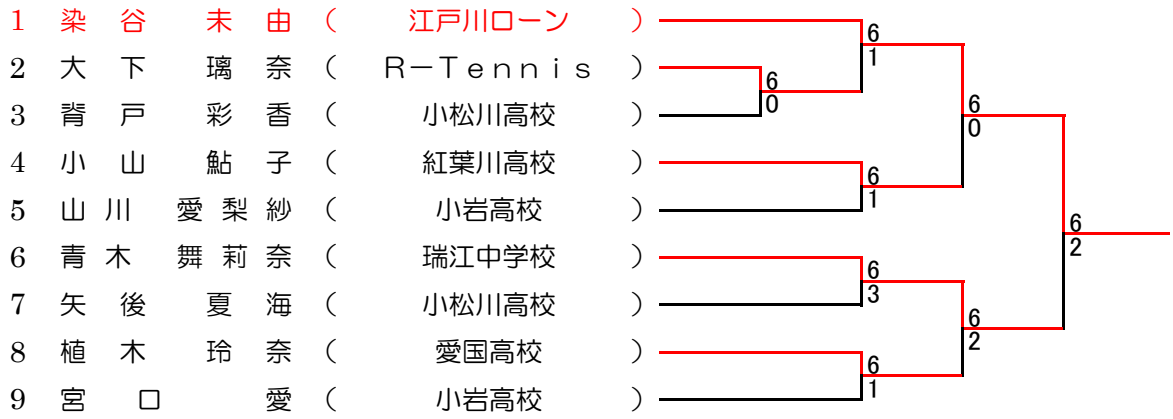 1 染谷 未由 ( 江戸川ローン )
2 大下 璃奈 ( R－Tennis )
3 脊戸 彩香 ( 小松川高校 )
4 小山 鮎子 ( 紅葉川高校 )
5 山川 愛梨紗 ( 小岩高校 )
6 青木 舞莉奈 ( 瑞江中学校 )
7 矢後 夏海 ( 小松川高校 )
8 植木 玲奈 ( 愛国高校 )
9 宮口 愛 ( 小岩高校 )
6
1
6
0
6
0
6
1
6
2
6
3
6
2
6
1